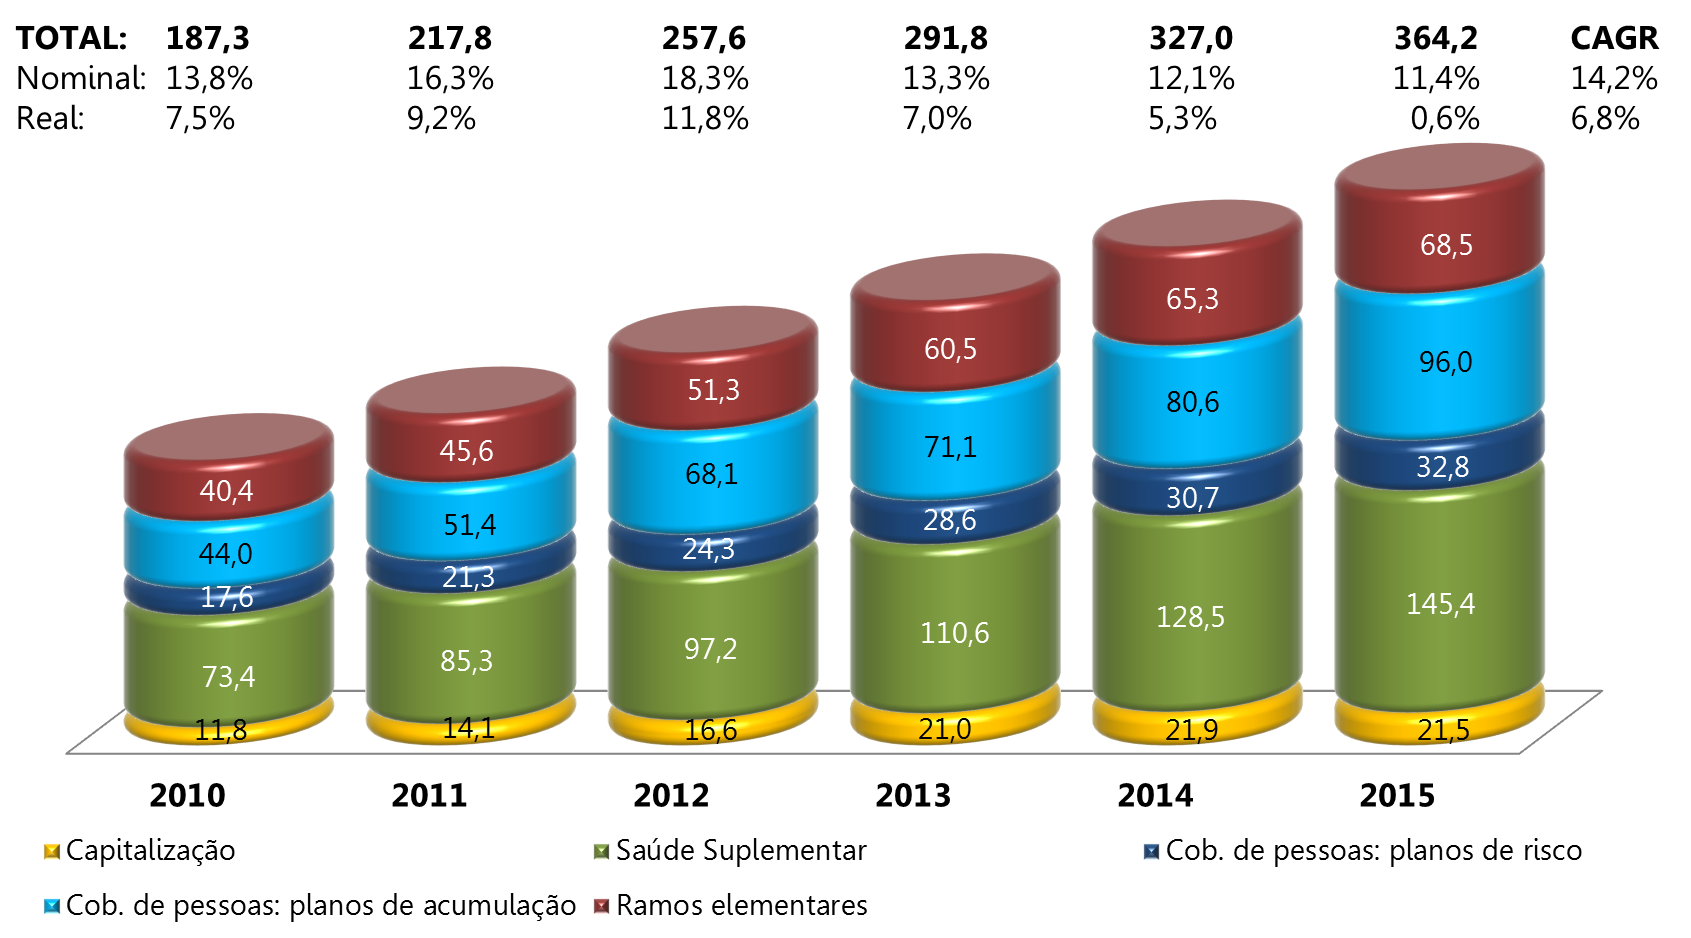 TOTAL: 187,3 217,8 257,6 291,8 327,0 364,2 CAGR
Nominal: 13,8% 16,3% 18,3% 13,3% 12,1% 11,4% 14,2%
Real: 7,5% 9,2% 11,8% 7,0% 5,3% 0,6% 6,8%
40,4 45,6 51,3 60,5 65,3 68,5
44,0 51,4 68,1 71,1 80,6 96,0
17,6 21,3 24,3 28,6 30,7 32,8
73,4 85,3 97,2 110,6 128,5 145,4
11,8 14,1 16,6 21,0 21,9 21,5
2010 2011 2012 2013 2014 2015
Capitalização Saúde Suplementar Cob. de pessoas: planos de risco
Cob. de pessoas: planos de acumulação Ramos elementares